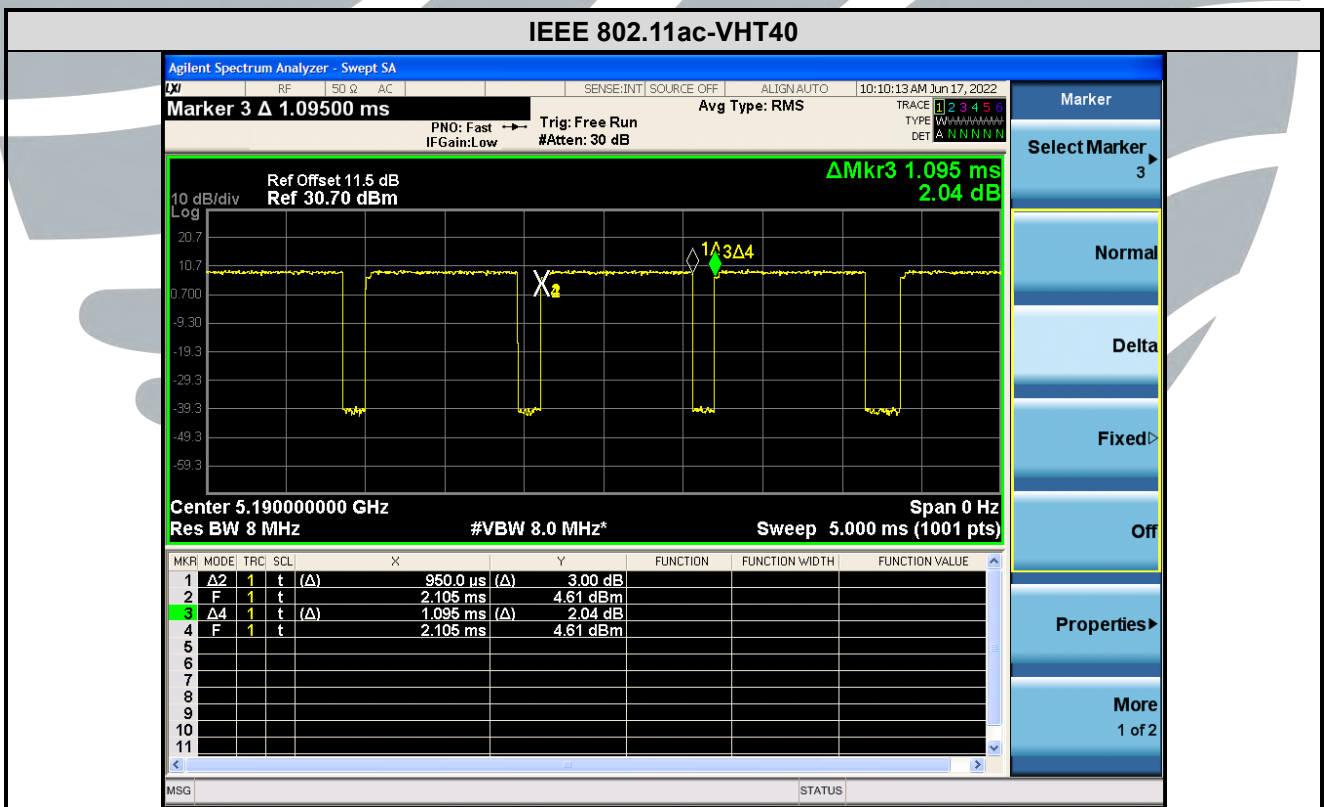 IEEE 802.11ac-VHT40
Agilent Spectrum Analyzer - Swept SA
LXI RF 50 Ω AC SENSE:INT SOURCE OFF ALIGN AUTO 10:10:13 AM Jun 17, 2022
Marker 3 Δ 1.09500 ms
PNO: Fast
IFGain:Low
Trig: Free Run
#Atten: 30 dB
Avg Type: RMS
TRACE 1 2 3 4 5 6
TYPE WWWWWW
DET A N N N N N
ΔMkr3 1.095 ms
2.04 dB
Ref Offset 11.5 dB
10 dB/div Ref 30.70 dBm
Log
20.7
10.7
0.700
-9.30
-19.3
-29.3
-39.3
-49.3
-59.3
1Δ 3Δ4
Center 5.190000000 GHz Span 0 Hz
Res BW 8 MHz #VBW 8.0 MHz* Sweep 5.000 ms (1001 pts)
MKR MODE TRC SCL X Y FUNCTION FUNCTION WIDTH FUNCTION VALUE
1 Δ2 1 t (Δ) 950.0 µs (Δ) 3.00 dB
2 F 1 t 2.105 ms 4.61 dBm
3 Δ4 1 t (Δ) 1.095 ms (Δ) 2.04 dB
4 F 1 t 2.105 ms 4.61 dBm
5
6
7
8
9
10
11
MSG STATUS
Marker
Select Marker
3
Normal
Delta
Fixed
Off
Properties
More
1 of 2